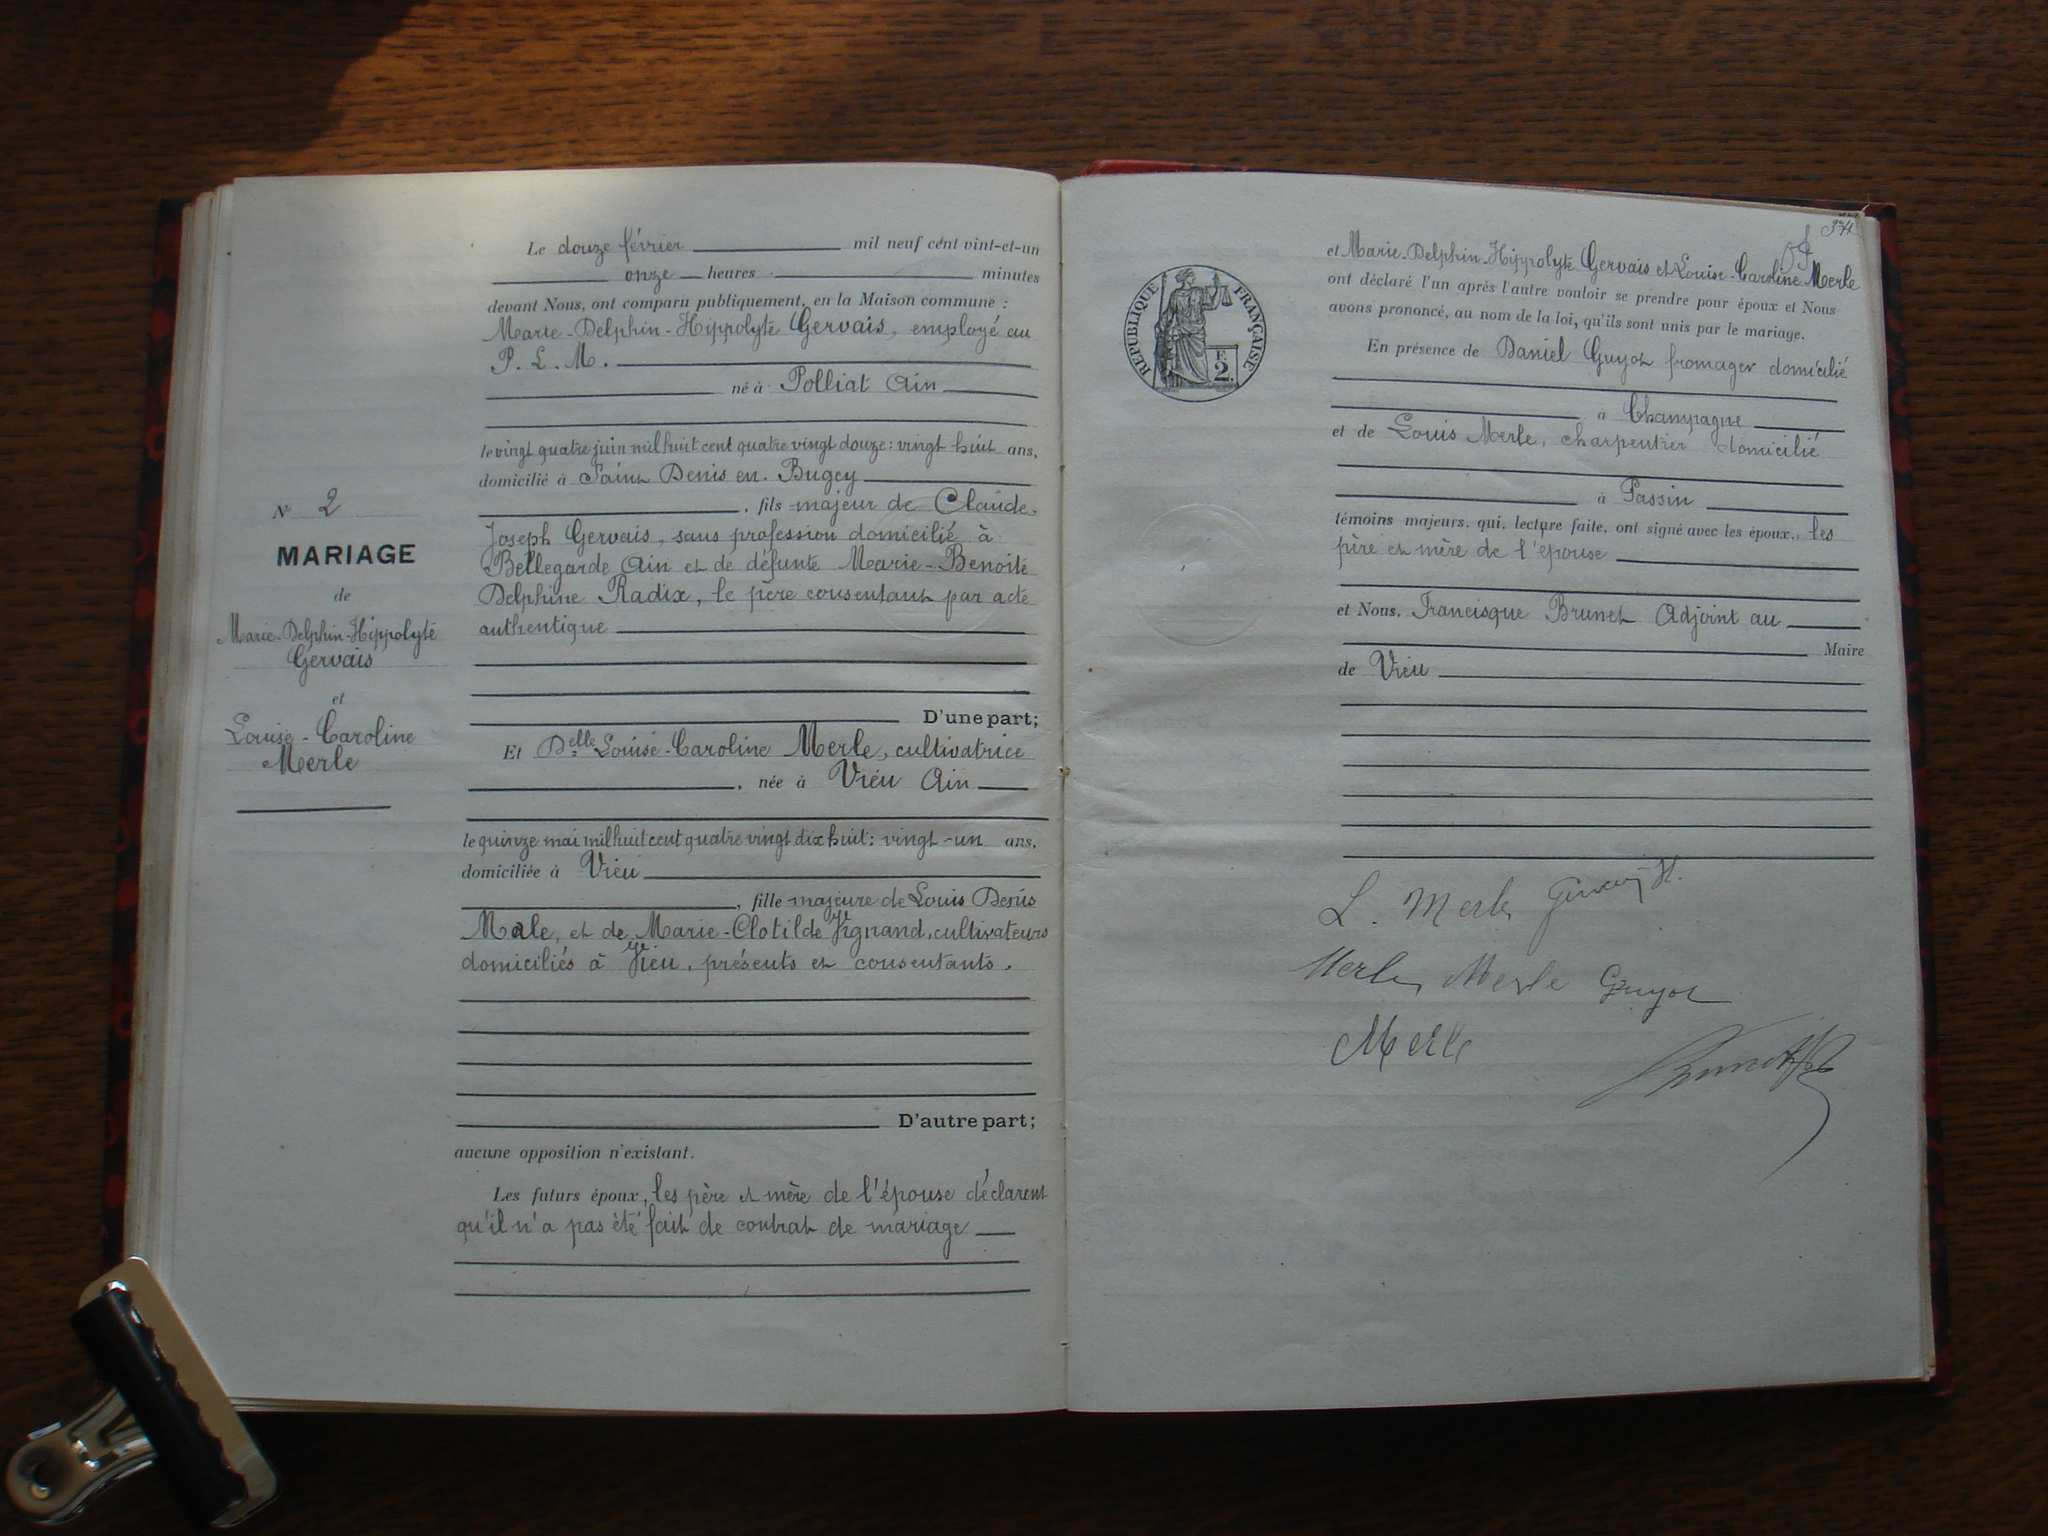 N° 2
MARIAGE
de
Marie-Delphin-Hippolyte
Gervais
et
Louise-Caroline
Merle
Le douze février mil neuf cent vint-et-un
onze heures minutes
devant Nous, ont comparu publiquement, en la Maison commune :
Marie-Delphin-Hippolyte Gervais, employé au
P. L. M.
né à Polliat Ain
le vingt quatre juin mil huit cent quatre vingt douze : vingt huit ans,
domicilié à Saint Denis en Bugey
, fils majeur de Claude-
Joseph Gervais, sans profession domicilié à
Bellegarde Ain et de défunte Marie-Benoite
Delphine Radix, le père consentant par acte
authentique
D'une part;
Et Delle Louise-Caroline Merle, cultivatrice
, née à Vieu Ain
le quinze mai mil huit cent quatre vingt dix huit : vingt-un ans,
domiciliée à Vieu
, fille majeure de Louis
Merle, et de Marie-Clotilde cultivateurs
domiciliés à Vieu, présents et consentants.
D'autre part;
aucune opposition n'existant.
Les futurs époux, les père et mère de l'épouse déclarent
qu'il n'a pas été fait de contrat de mariage
REPUBLIQUE FRANÇAISE
F.
2.
et Marie-Delphin-Hippolyte Gervais et Louise-Caroline Merle
ont déclaré l'un après l'autre vouloir se prendre pour époux et Nous
avons prononcé, au nom de la loi, qu'ils sont unis par le mariage.
En présence de Daniel Guyot fromager domicilié
à Champagne
et de Louis Merle, charpentier domicilié
à Passin
témoins majeurs, qui, lecture faite, ont signé avec les époux, les
père et mère de l'épouse
et Nous, Francisque Brunet Adjoint au
Maire
de Vieu
L. Merle Gervais H.
Merle Merle Guyot
Merle
Brunet